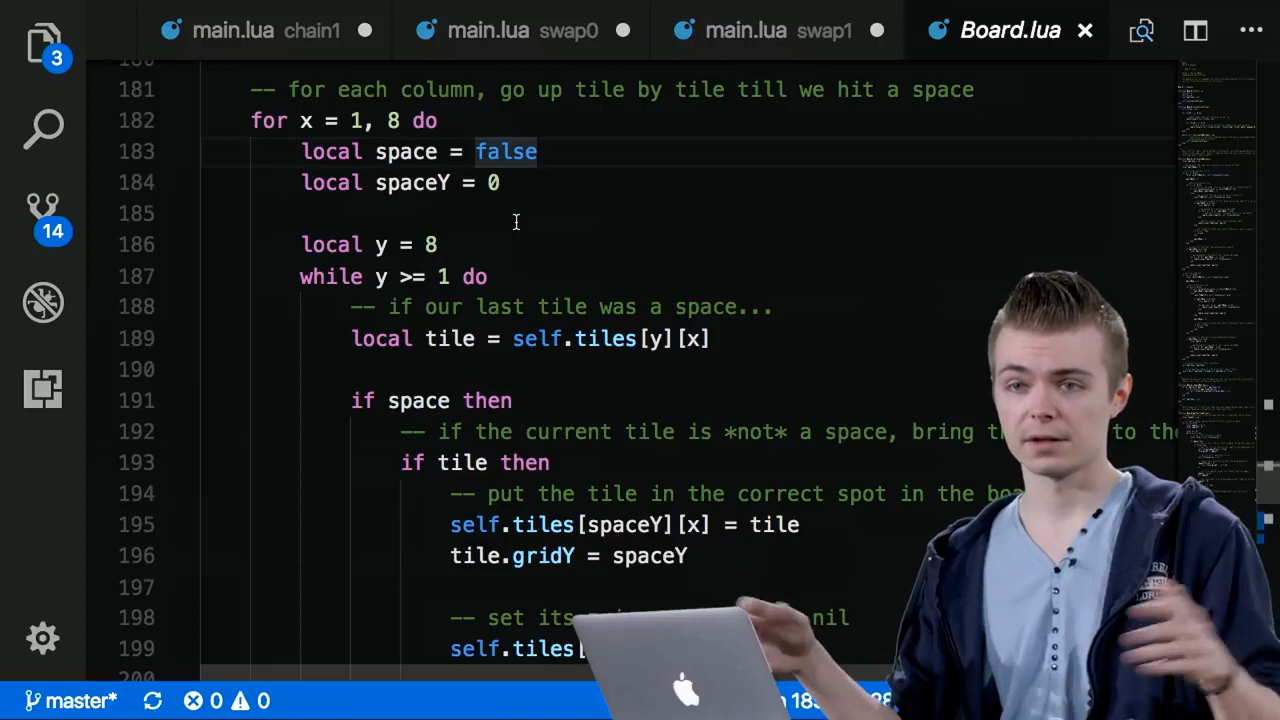 main.lua chain1
main.lua swap0
main.lua swap1
Board.lua
3
14
181 -- for each column, go up tile by tile till we hit a space
182 for x = 1, 8 do
183 local space = false
184 local spaceY = 0
185
186 local y = 8
187 while y >= 1 do
188 -- if our last tile was a space...
189 local tile = self.tiles[y][x]
190
191 if space then
192 -- if the current tile is *not* a space, bring to the
193 if tile then
194 -- put the tile in the correct spot in the
195 self.tiles[spaceY][x] = tile
196 tile.gridY = spaceY
197
198 -- set its nil
199 self.tiles[
200
master* 0 0